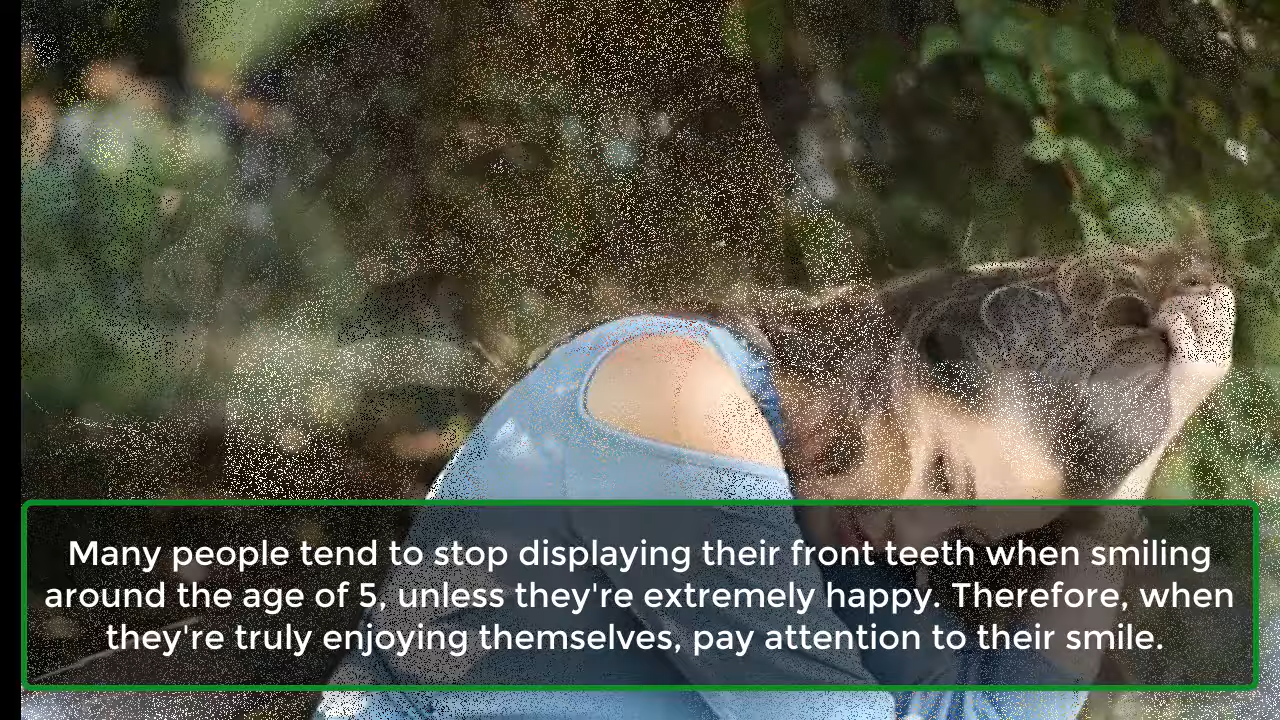 Many people tend to stop displaying their front teeth when smiling
around the age of 5, unless they're extremely happy. Therefore, when
they're truly enjoying themselves, pay attention to their smile.